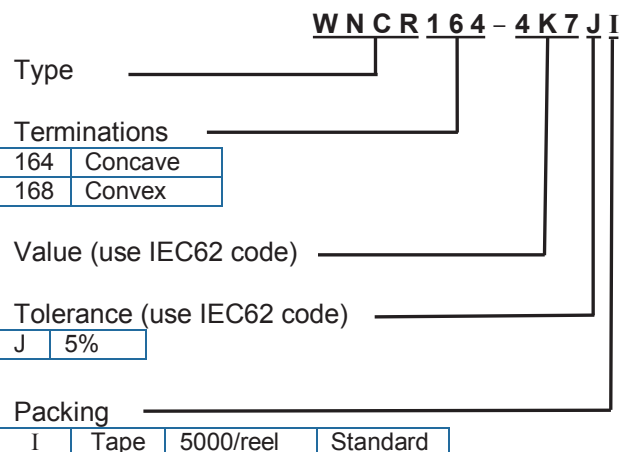 WNCR164–4K7JI
Type
Terminations
164 Concave
168 Convex
Value (use IEC62 code)
Tolerance (use IEC62 code)
J 5%
Packing
I Tape 5000/reel Standard